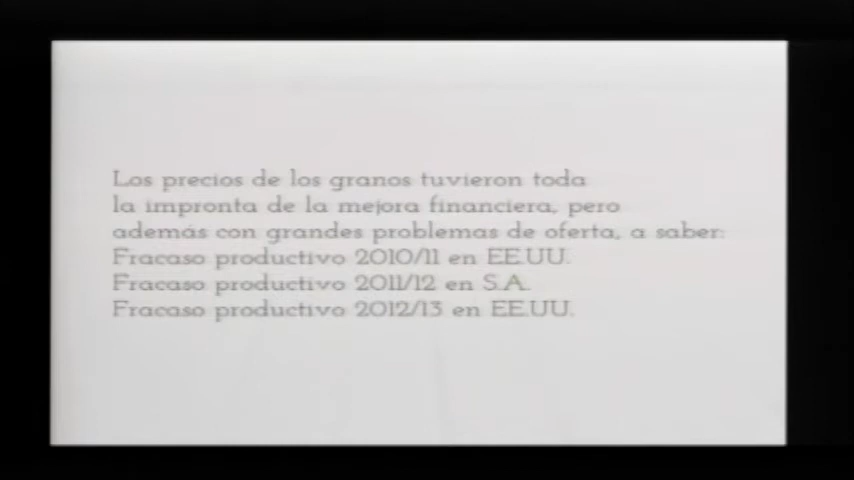 Los precios de los granos tuvieron toda
la impronta de la mejora financiera, pero
además con grandes problemas de oferta, a saber:
Fracaso productivo 2010/11 en EE.UU.
Fracaso productivo 2011/12 en S.A.
Fracaso productivo 2012/13 en EE.UU.